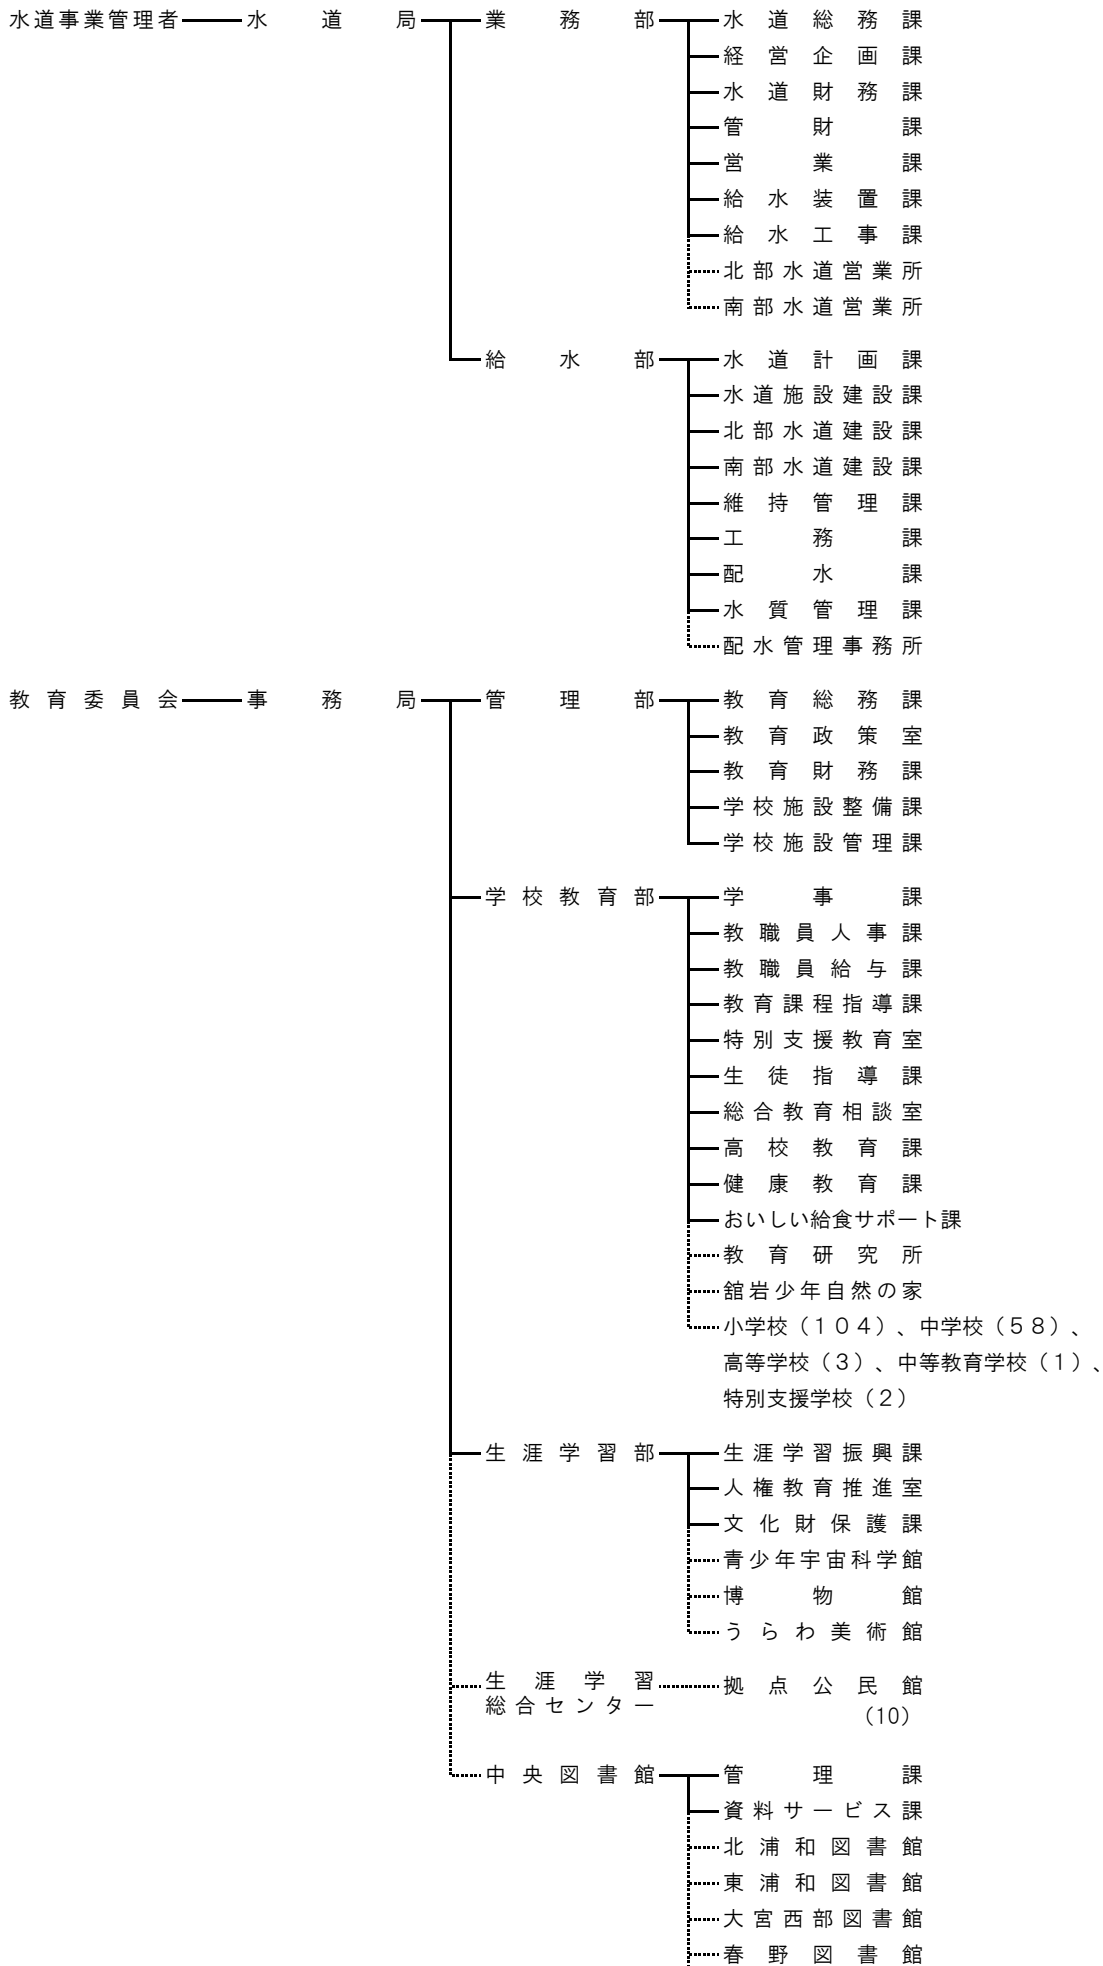 水道事業管理者 水道局 業務部 水道総務課
経営企画課
水道財務課
管財課
営業課
給水装置課
給水工事課
北部水道営業所
南部水道営業所
給水部 水道計画課
水道施設建設課
北部水道建設課
南部水道建設課
維持管理課
工務課
配水課
水質管理課
配水管理事務所
教育委員会 事務局 管理部 教育総務課
教育政策室
教育財務課
学校施設整備課
学校施設管理課
学校教育部 学事課
教職員人事課
教職員給与課
教育課程指導課
特別支援教育室
生徒指導課
総合教育相談室
高校教育課
健康教育課
おいしい給食サポート課
教育研究所
舘岩少年自然の家
小学校（１０４）、中学校（５８）、
高等学校（３）、中等教育学校（１）、
特別支援学校（２）
生涯学習部 生涯学習振興課
人権教育推進室
文化財保護課
青少年宇宙科学館
博物館
うらわ美術館
生涯学習 拠点公民館
総合センター （10）
中央図書館 管理課
資料サービス課
北浦和図書館
東浦和図書館
大宮西部図書館
春野図書館